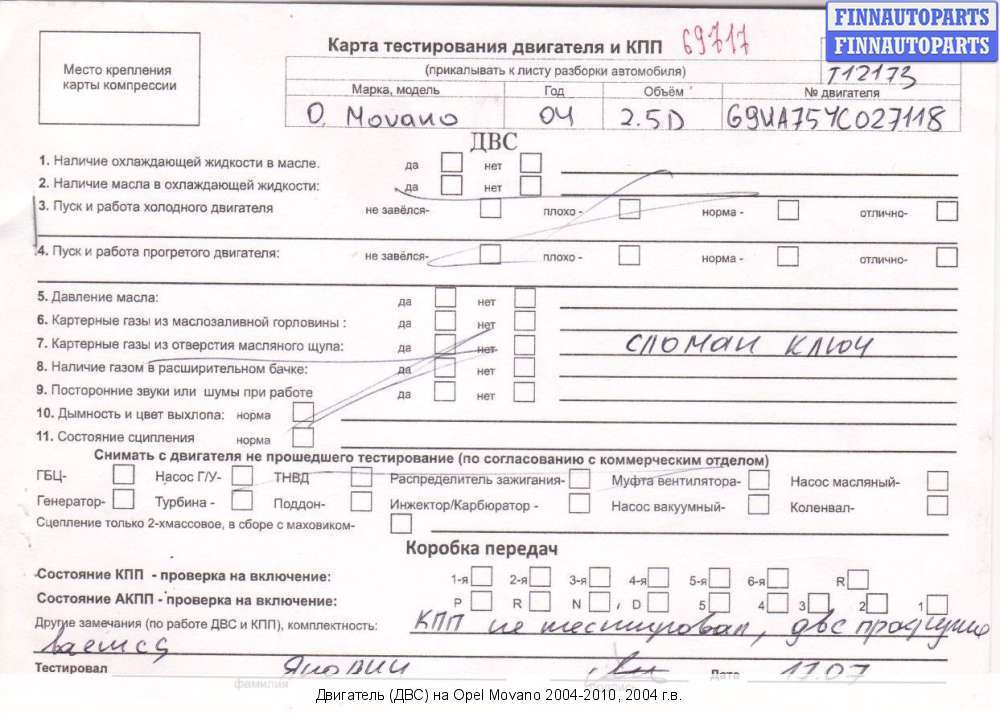 FINNAUTOPARTS
FINNAUTOPARTS
Карта тестирования двигателя и КПП 69717
Место крепления карты компрессии
(прикалывать к листу разборки автомобиля) Т12173
Марка, модель Год Объём № двигателя
O. Movano 04 2.5D G9UA754C027118
ДВС
1. Наличие охлаждающей жидкости в масле. да нет
2. Наличие масла в охлаждающей жидкости: да нет
3. Пуск и работа холодного двигателя не завёлся- плохо - норма - отлично-
4. Пуск и работа прогретого двигателя: не завёлся- плохо - норма - отлично-
5. Давление масла: да нет
6. Картерные газы из маслозаливной горловины : да нет
7. Картерные газы из отверстия масляного щупа: да нет сломан ключ
8. Наличие газом в расширительном бачке: да нет
9. Посторонние звуки или шумы при работе да нет
10. Дымность и цвет выхлопа: норма
11. Состояние сципления норма
Снимать с двигателя не прошедшего тестирование (по согласованию с коммерческим отделом)
ГБЦ- Насос Г/У- ТНВД Распределитель зажигания- Муфта вентилятора- Насос масляный-
Генератор- Турбина - Поддон- Инжектор/Карбюратор - Насос вакуумный- Коленвал-
Сцепление только 2-хмассовое, в сборе с маховиком-
Коробка передач
Состояние КПП - проверка на включение: 1-я 2-я 3-я 4-я 5-я 6-я R
Состояние АКПП - проверка на включение: P R N D 5 4 3 2 1
Другие замечания (по работе ДВС и КПП), комплектность: КПП не тестировал, двс прокручи
вается
Тестировал Дата 11.07
фамилия
Двигатель (ДВС) на Opel Movano 2004-2010, 2004 г.в.